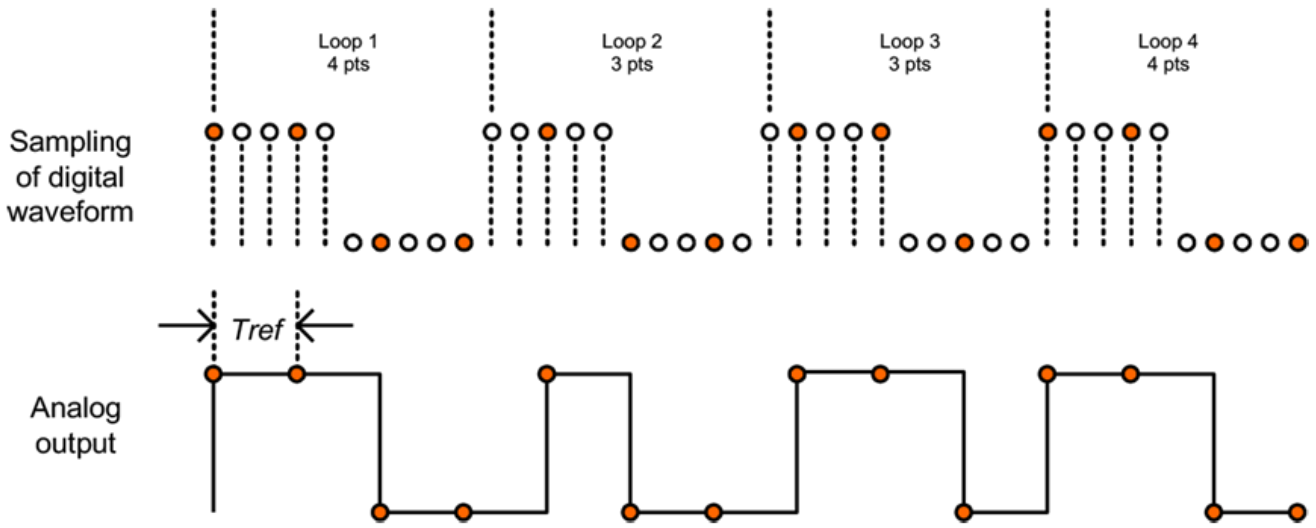 Loop 1
4 pts
Loop 2
3 pts
Loop 3
3 pts
Loop 4
4 pts
Sampling
of digital
waveform
Tref
Analog
output